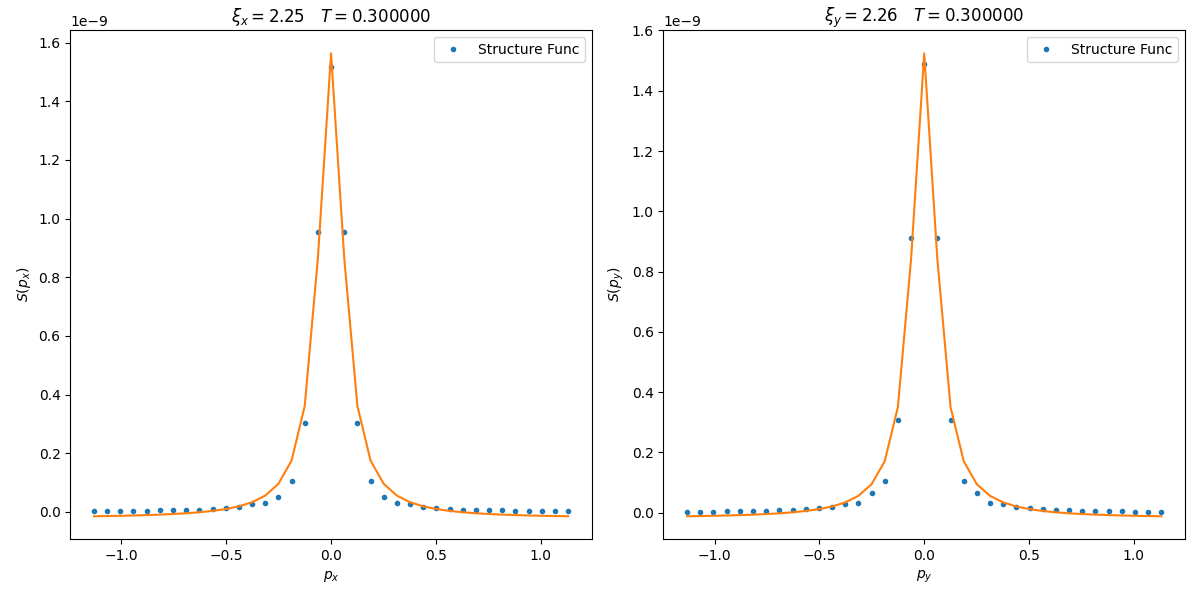 ξx = 2.25 T = 0.300000
1e−9
Structure Func
S(px)
1.6
1.4
1.2
1.0
0.8
0.6
0.4
0.2
0.0
−1.0 −0.5 0.0 0.5 1.0
px
ξy = 2.26 T = 0.300000
1e−9
Structure Func
S(py)
1.6
1.4
1.2
1.0
0.8
0.6
0.4
0.2
0.0
−1.0 −0.5 0.0 0.5 1.0
py